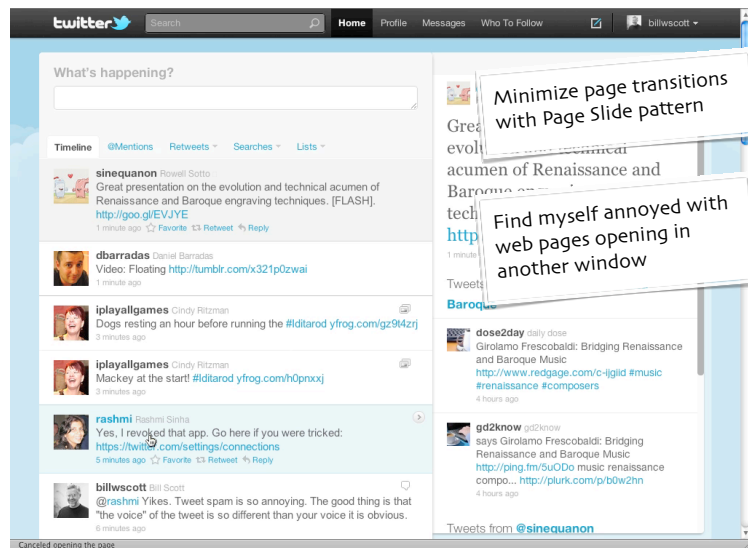 twitter
Search
Home Profile Messages Who To Follow billwscott
What's happening?
Timeline @Mentions Retweets Searches Lists
sinequanon Rowell Sotto
Great presentation on the evolution and technical acumen of
Renaissance and Baroque engraving techniques. [FLASH].
http://goo.gl/EVJYE
1 minute ago Favorite Retweet Reply
dbarradas Daniel Barradas
Video: Floating http://tumblr.com/x321p0zwai
1 minute ago
iplayallgames Cindy Ritzman
Dogs resting an hour before running the #Iditarod yfrog.com/gz9t4zrj
3 minutes ago
iplayallgames Cindy Ritzman
Mackey at the start! #Iditarod yfrog.com/h0pnxxj
3 minutes ago
rashmi Rashmi Sinha
Yes, I revoked that app. Go here if you were tricked:
https://twitter.com/settings/connections
5 minutes ago Favorite Retweet Reply
billwscott Bill Scott
@rashmi Yikes. Tweet spam is so annoying. The good thing is that
"the voice" of the tweet is so different than your voice it is obvious.
6 minutes ago
Minimize page transitions
with Page Slide pattern
acumen of Renaissance and
Find myself annoyed with
web pages opening in
another window
1 minute
Tweets
Baroque
dose2day daily dose
Girolamo Frescobaldi: Bridging Renaissance
and Baroque Music
http://www.redgage.com/c-ijgiid #music
#renaissance #composers
4 hours ago
gd2know gd2know
says Girolamo Frescobaldi: Bridging
Renaissance and Baroque Music
http://ping.fm/5uODo music renaissance
compo... http://plurk.com/p/b0w2hn
4 hours ago
Tweets from @sinequanon
Canceled opening the page